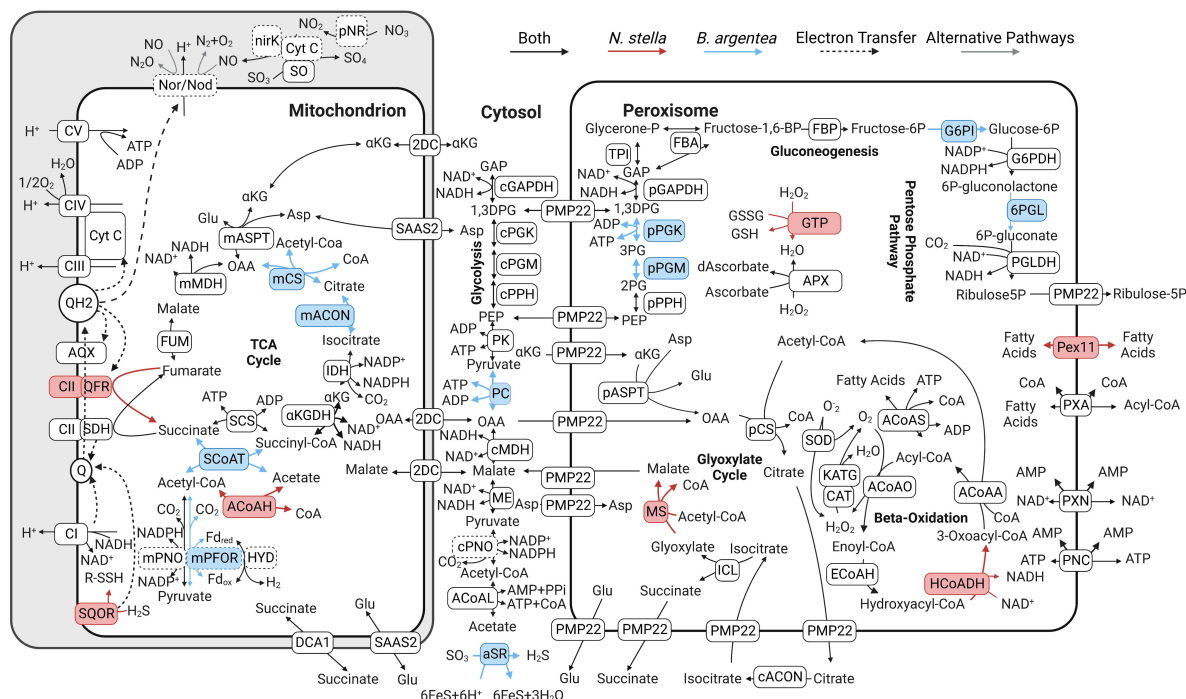 Both
N. stella
B. argentea
Electron Transfer
Alternative Pathways
Mitochondrion
Cytosol
Peroxisome
NO
N₂O
H⁺
N₂+O₂
NO
Nor/Nod
nirK
NO₂
pNR
NO₃
Cyt C
SO
SO₃
SO₄
H⁺
CV
ATP
ADP
H₂O
1/2O₂
H⁺
CIV
Cyt C
H⁺
CIII
QH2
AOX
CII
QFR
CII
SDH
Q
H⁺
CI
NADH
NAD⁺
R-SSH
SQOR
H₂S
αKG
2DC
αKG
αKG
Glu
Asp
SAAS2
Asp
mASPT
Acetyl-Coa
CoA
NADH
NAD⁺
mMDH
OAA
mCS
Citrate
mACON
Malate
FUM
Fumarate
TCA
Cycle
Isocitrate
IDH
NADP⁺
NADPH
CO₂
αKG
αKGDH
NAD⁺
NADH
ATP
ADP
SCS
Succinate
Succinyl-CoA
SCoAT
Acetyl-CoA
Acetate
ACoAH
CoA
CO₂
CO₂
NADPH
Fd_red
mPNO
mPFOR
HYD
NADP⁺
Fd_ox
H₂
Pyruvate
OAA
2DC
OAA
Malate
2DC
Malate
Succinate
DCA1
Succinate
Glu
SAAS2
Glu
GAP
NAD⁺
NADH
cGAPDH
1,3DPG
PMP22
1,3DPG
cPGK
Glycolysis
cPGM
cPPH
PEP
PMP22
PEP
ADP
ATP
PK
Pyruvate
αKG
PMP22
αKG
ATP
ADP
PC
PMP22
NADH
NAD⁺
cMDH
PMP22
NAD⁺
NADH
ME
Asp
PMP22
Asp
Pyruvate
cPNO
NADP⁺
NADPH
CO₂
Acetyl-CoA
ACoAL
AMP+PPi
ATP+CoA
Acetate
SO₃
aSR
H₂S
6FeS+6H⁺
6FeS+3H₂O
Glycerone-P
Fructose-1,6-BP
FBP
Fructose-6P
G6PI
Glucose-6P
TPI
FBA
Gluconeogenesis
GAP
NAD⁺
NADH
pGAPDH
ADP
ATP
pPGK
3PG
pPGM
2PG
pPPH
NADP⁺
NADPH
G6PDH
6P-gluconolactone
6PGL
6P-gluconate
Pentose Phosphate
Pathway
CO₂
NAD⁺
NADH
PGLDH
Ribulose5P
PMP22
Ribulose-5P
H₂O₂
GSSG
GSH
GTP
H₂O
dAscorbate
Ascorbate
APX
H₂O₂
Asp
Glu
pASPT
OAA
Acetyl-CoA
pCS
CoA
Citrate
Glyoxylate
Cycle
Malate
CoA
MS
Acetyl-CoA
Glyoxylate
Isocitrate
ICL
Succinate
O₂⁻
O₂
SOD
H₂O
KATG
CAT
H₂O₂
Fatty Acids
ATP
CoA
ACoAS
ADP
Acyl-CoA
ACoAO
ACoAA
CoA
Beta-Oxidation
3-Oxoacyl-CoA
Enoyl-CoA
ECoAH
Hydroxyacyl-CoA
HCoADH
NADH
NAD⁺
Fatty
Acids
Pex11
Fatty
Acids
CoA
CoA
Fatty
Acids
PXA
Acyl-CoA
AMP
AMP
NAD⁺
PXN
NAD⁺
AMP
AMP
ATP
PNC
ATP
Glu
PMP22
Glu
PMP22
Succinate
PMP22
PMP22
Isocitrate
cACON
Citrate